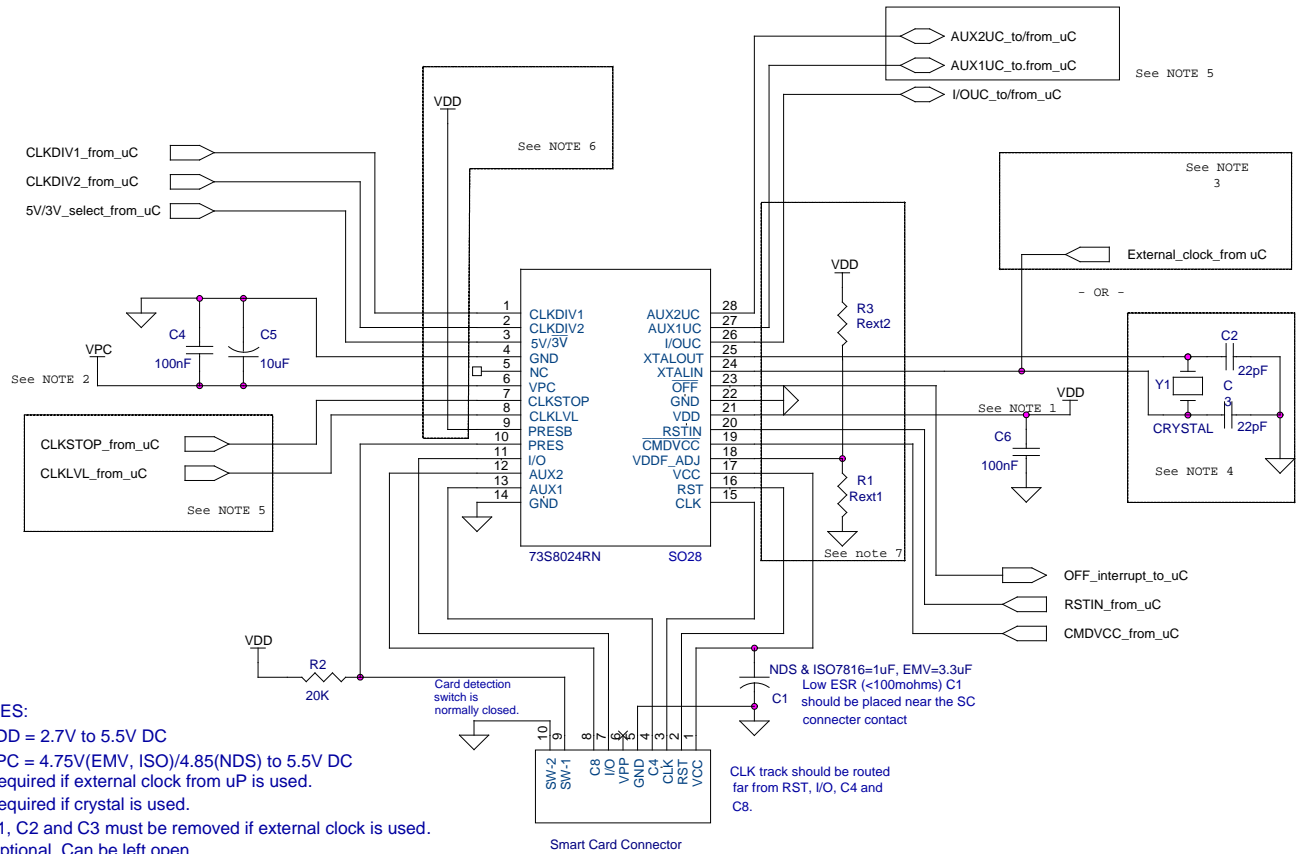 AUX2UC_to/from_uC
AUX1UC_to.from_uC
See NOTE 5
I/OUC_to/from_uC
VDD
See NOTE 6
CLKDIV1_from_uC
CLKDIV2_from_uC
5V/3V_select_from_uC
See NOTE
3
External_clock_from uC
- OR -
VDD
R3
Rext2
C4
100nF
C5
10uF
VPC
See NOTE 2
1
2
3
4
5
6
7
8
9
10
11
12
13
14
CLKDIV1
CLKDIV2
5V/3V
GND
NC
VPC
CLKSTOP
CLKLVL
PRESB
PRES
I/O
AUX2
AUX1
GND
AUX2UC
AUX1UC
I/OUC
XTALOUT
XTALIN
OFF
GND
VDD
RSTIN
CMDVCC
VDDF_ADJ
VCC
RST
CLK
28
27
26
25
24
23
22
21
20
19
18
17
16
15
73S8024RN
SO28
C2
22pF
Y1
C
3
22pF
CRYSTAL
See NOTE 4
See NOTE 1
VDD
C6
100nF
R1
Rext1
See note 7
CLKSTOP_from_uC
CLKLVL_from_uC
See NOTE 5
OFF_interrupt_to_uC
RSTIN_from_uC
CMDVCC_from_uC
VDD
R2
20K
Card detection
switch is
normally closed.
NDS & ISO7816=1uF, EMV=3.3uF
Low ESR (<100mohms) C1
should be placed near the SC
connecter contact
C1
10
9
8
7
6
5
4
3
2
1
SW-2
SW-1
C8
I/O
VPP
GND
C4
CLK
RST
VCC
CLK track should be routed
far from RST, I/O, C4 and
C8.
Smart Card Connector
ES:
DD = 2.7V to 5.5V DC
PC = 4.75V(EMV, ISO)/4.85(NDS) to 5.5V DC
equired if external clock from uP is used.
equired if crystal is used.
1, C2 and C3 must be removed if external clock is used.
ptional. Can be left open